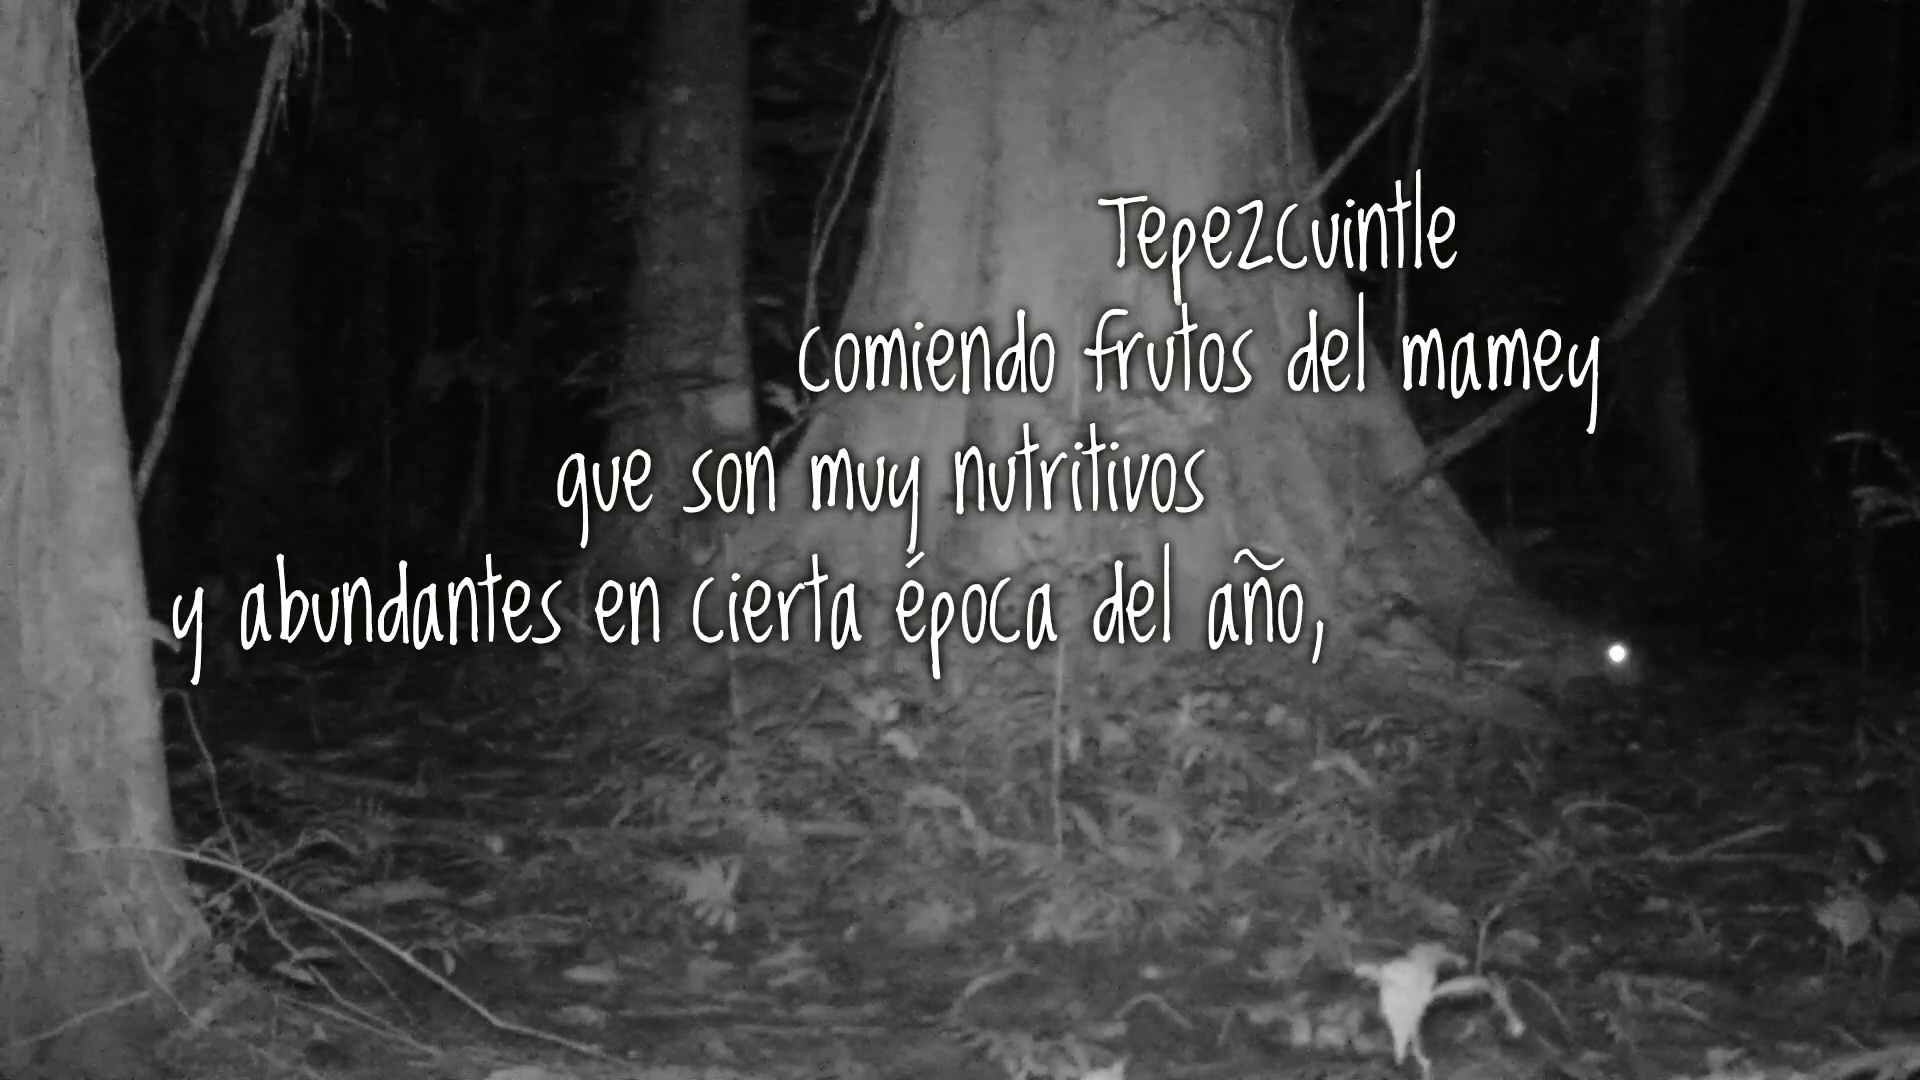 Tepezcuintle
comiendo frutos del mamey
que son muy nutritivos
y abundantes en cierta época del año,